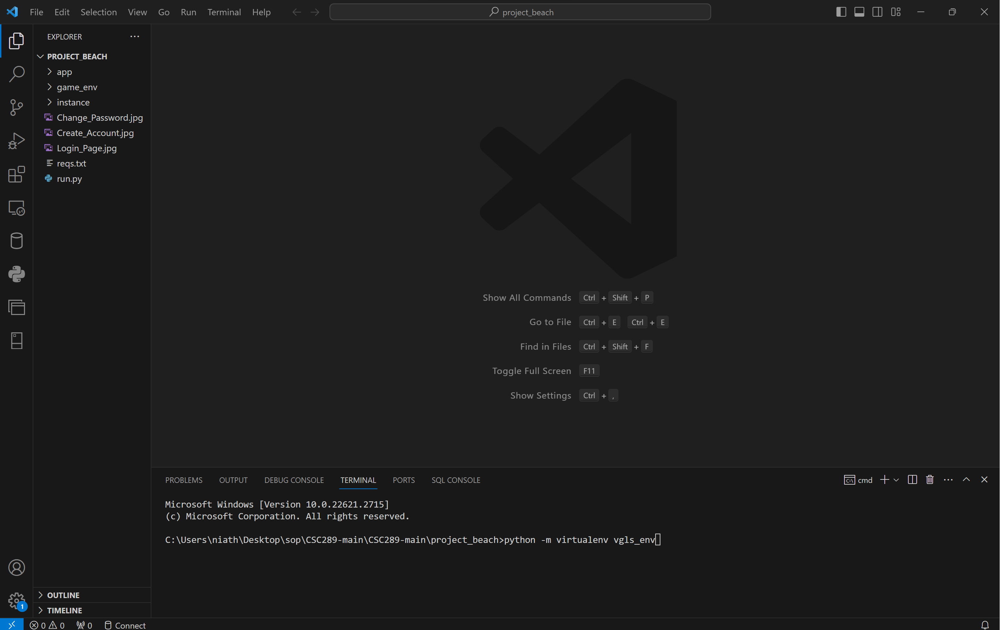 File Edit Selection View Go Run Terminal Help
project_beach
EXPLORER
PROJECT_BEACH
app
game_env
instance
Change_Password.jpg
Create_Account.jpg
Login_Page.jpg
reqs.txt
run.py
Show All Commands Ctrl + Shift + P
Go to File Ctrl + E Ctrl + E
Find in Files Ctrl + Shift + F
Toggle Full Screen F11
Show Settings Ctrl + ,
PROBLEMS OUTPUT DEBUG CONSOLE TERMINAL PORTS SQL CONSOLE
cmd
Microsoft Windows [Version 10.0.22621.2715]
(c) Microsoft Corporation. All rights reserved.
C:\Users\niath\Desktop\sop\CSC289-main\CSC289-main\project_beach>python -m virtualenv vgls_env
OUTLINE
1
TIMELINE
0 0 0 Connect